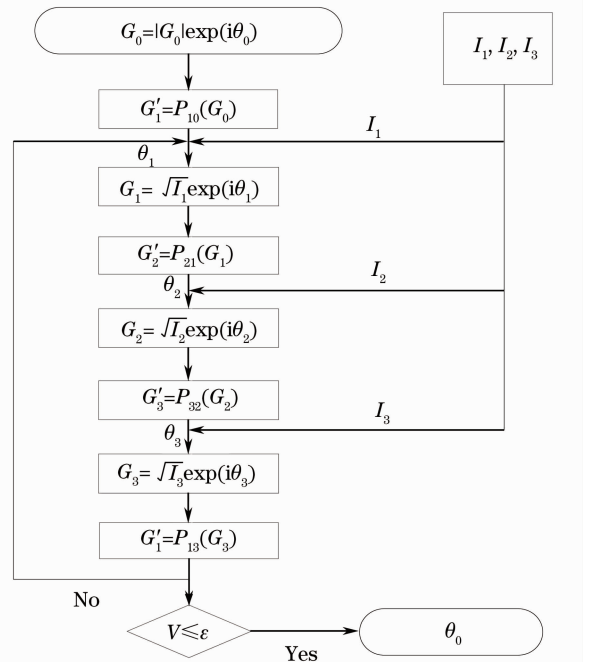 G₀=|G₀|exp(iθ₀)
I₁, I₂, I₃
G′₁=P₁₀(G₀)
I₁
θ₁
G₁= √I₁exp(iθ₁)
G′₂=P₂₁(G₁)
I₂
θ₂
G₂= √I₂exp(iθ₂)
G′₃=P₃₂(G₂)
I₃
θ₃
G₃= √I₃exp(iθ₃)
G′₁=P₁₃(G₃)
No
V≤ε
Yes
θ₀